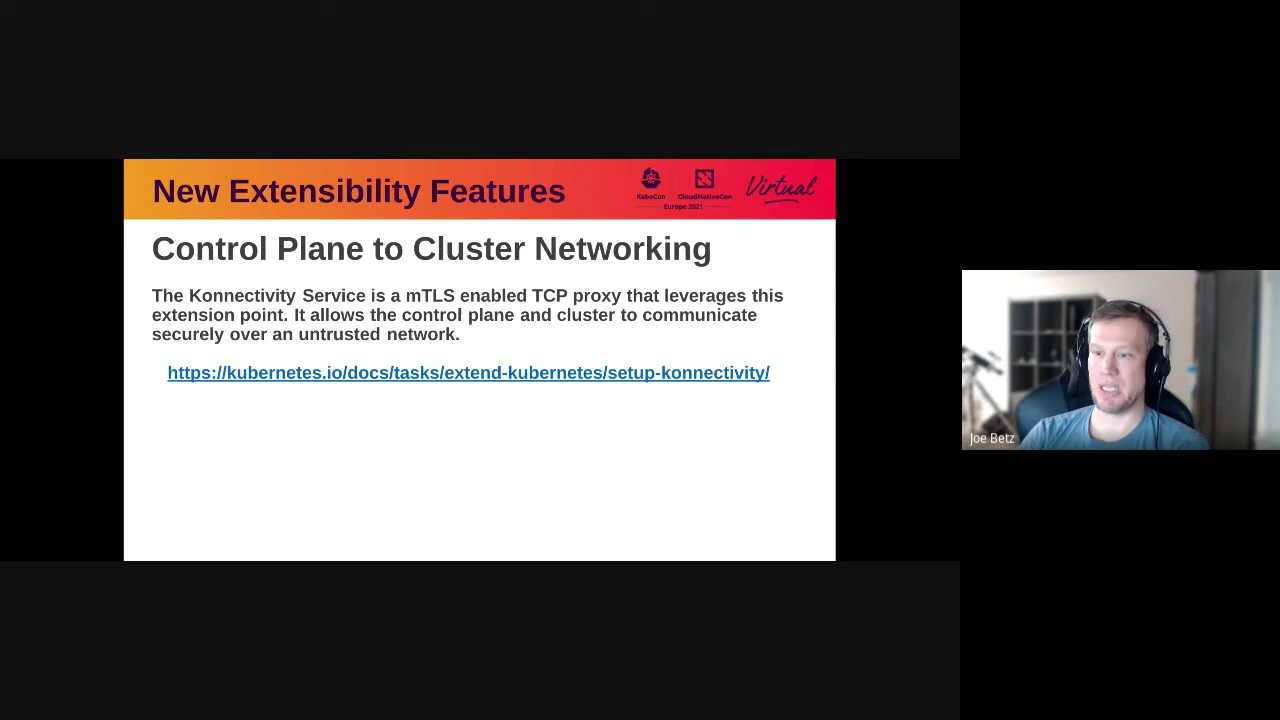 New Extensibility Features
KubeCon
CloudNativeCon
Europe 2021
Virtual
Control Plane to Cluster Networking
The Konnectivity Service is a mTLS enabled TCP proxy that leverages this
extension point. It allows the control plane and cluster to communicate
securely over an untrusted network.
https://kubernetes.io/docs/tasks/extend-kubernetes/setup-konnectivity/
Joe Betz